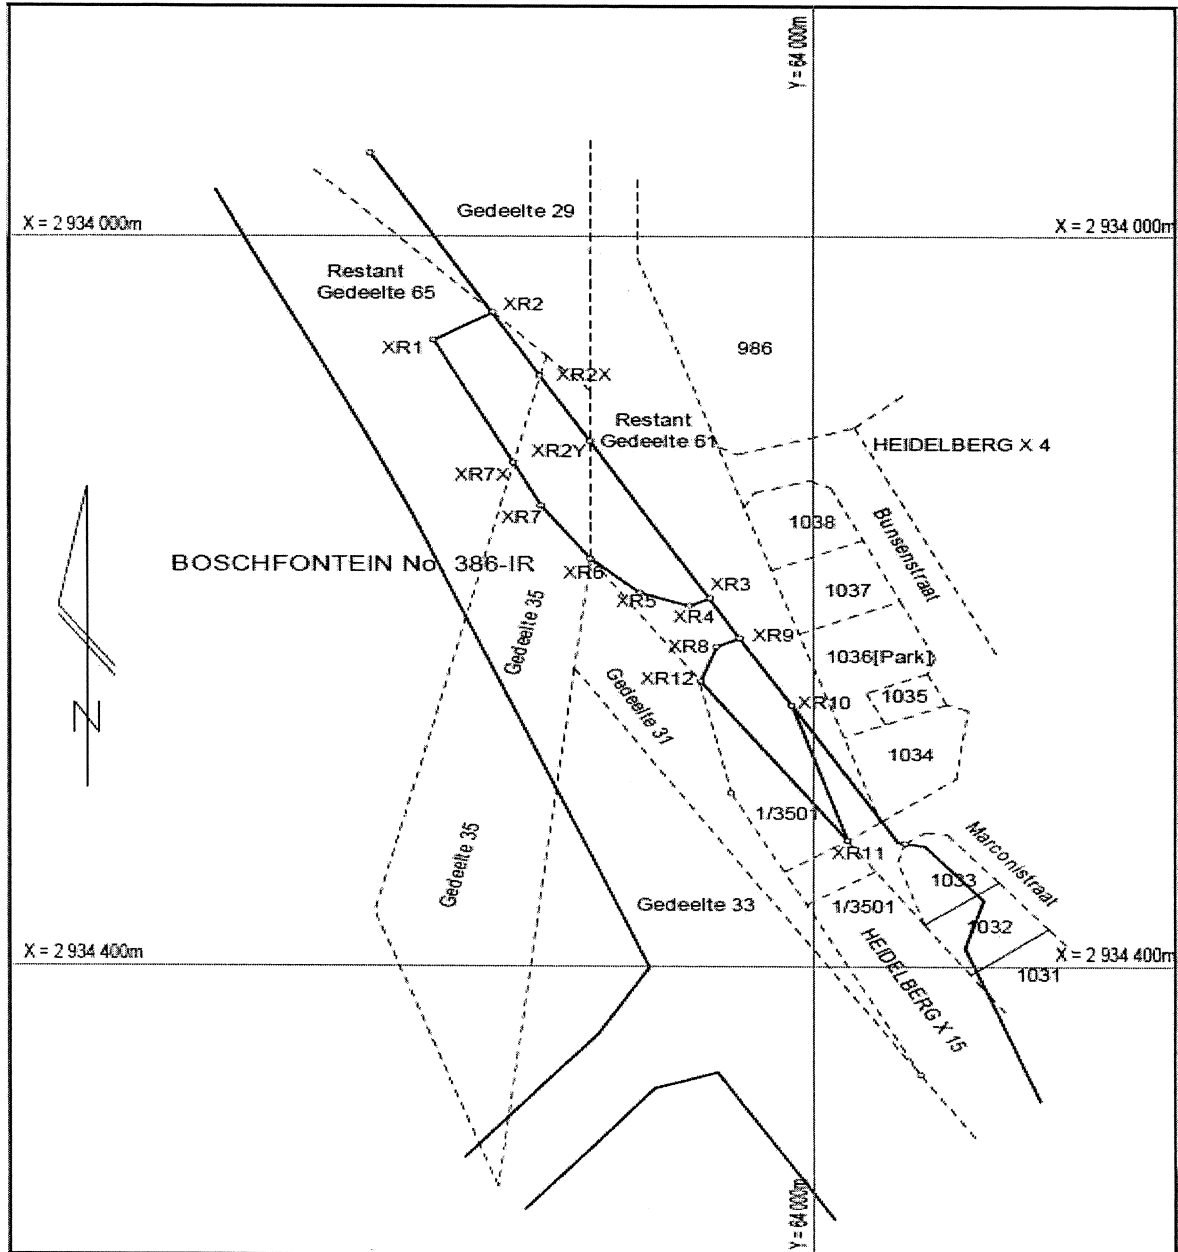 Y = 64 000m
X = 2 934 000m
Gedeelte 29
X = 2 934 000m
Restant
Gedeelte 65
XR2
XR1
986
XR2X
Restant
Gedeelte 61
HEIDELBERG X 4
XR2Y
XR7X
XR7
1038
Bunsenstraat
BOSCHFONTEIN No 386-IR
XR6
XR5
XR3
1037
XR4
XR9
XR8
1036[Park]
Gedeelte 35
Gedeelte 31
XR12
XR10
1035
N
1034
1/3501
XR11
Marconistraat
Gedeelte 35
1033
Gedeelte 33
1/3501
1032
X = 2 934 400m
HEIDELBERG X 15
X = 2 934 400m
1031
Y = 64 000m